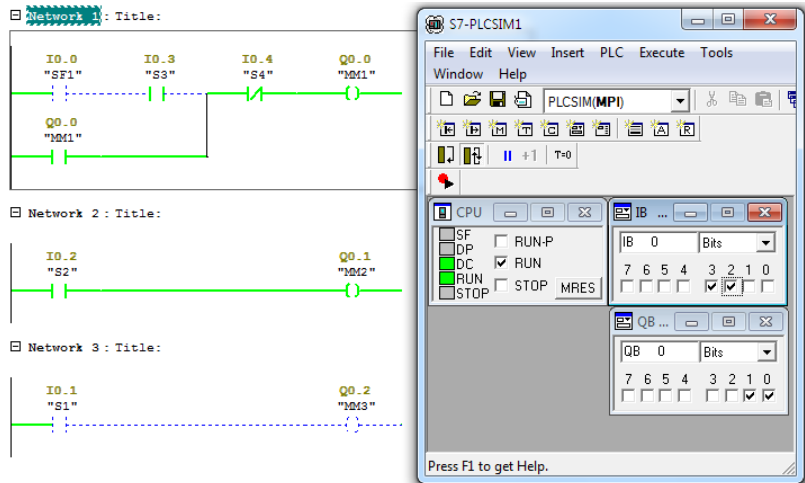 Network 1: Title:
I0.0 I0.3 I0.4 Q0.0
"SF1" "S3" "S4" "MM1"
Q0.0
"MM1"
Network 2: Title:
I0.2 Q0.1
"S2" "MM2"
Network 3: Title:
I0.1 Q0.2
"S1" "MM3"
S7-PLCSIM1
File Edit View Insert PLC Execute Tools
Window Help
PLCSIM(MPI)
+1 T=0
CPU
SF
DP
DC
RUN
STOP
RUN-P
RUN
STOP MRES
IB ...
IB 0 Bits
7 6 5 4 3 2 1 0
QB ...
QB 0 Bits
7 6 5 4 3 2 1 0
Press F1 to get Help.